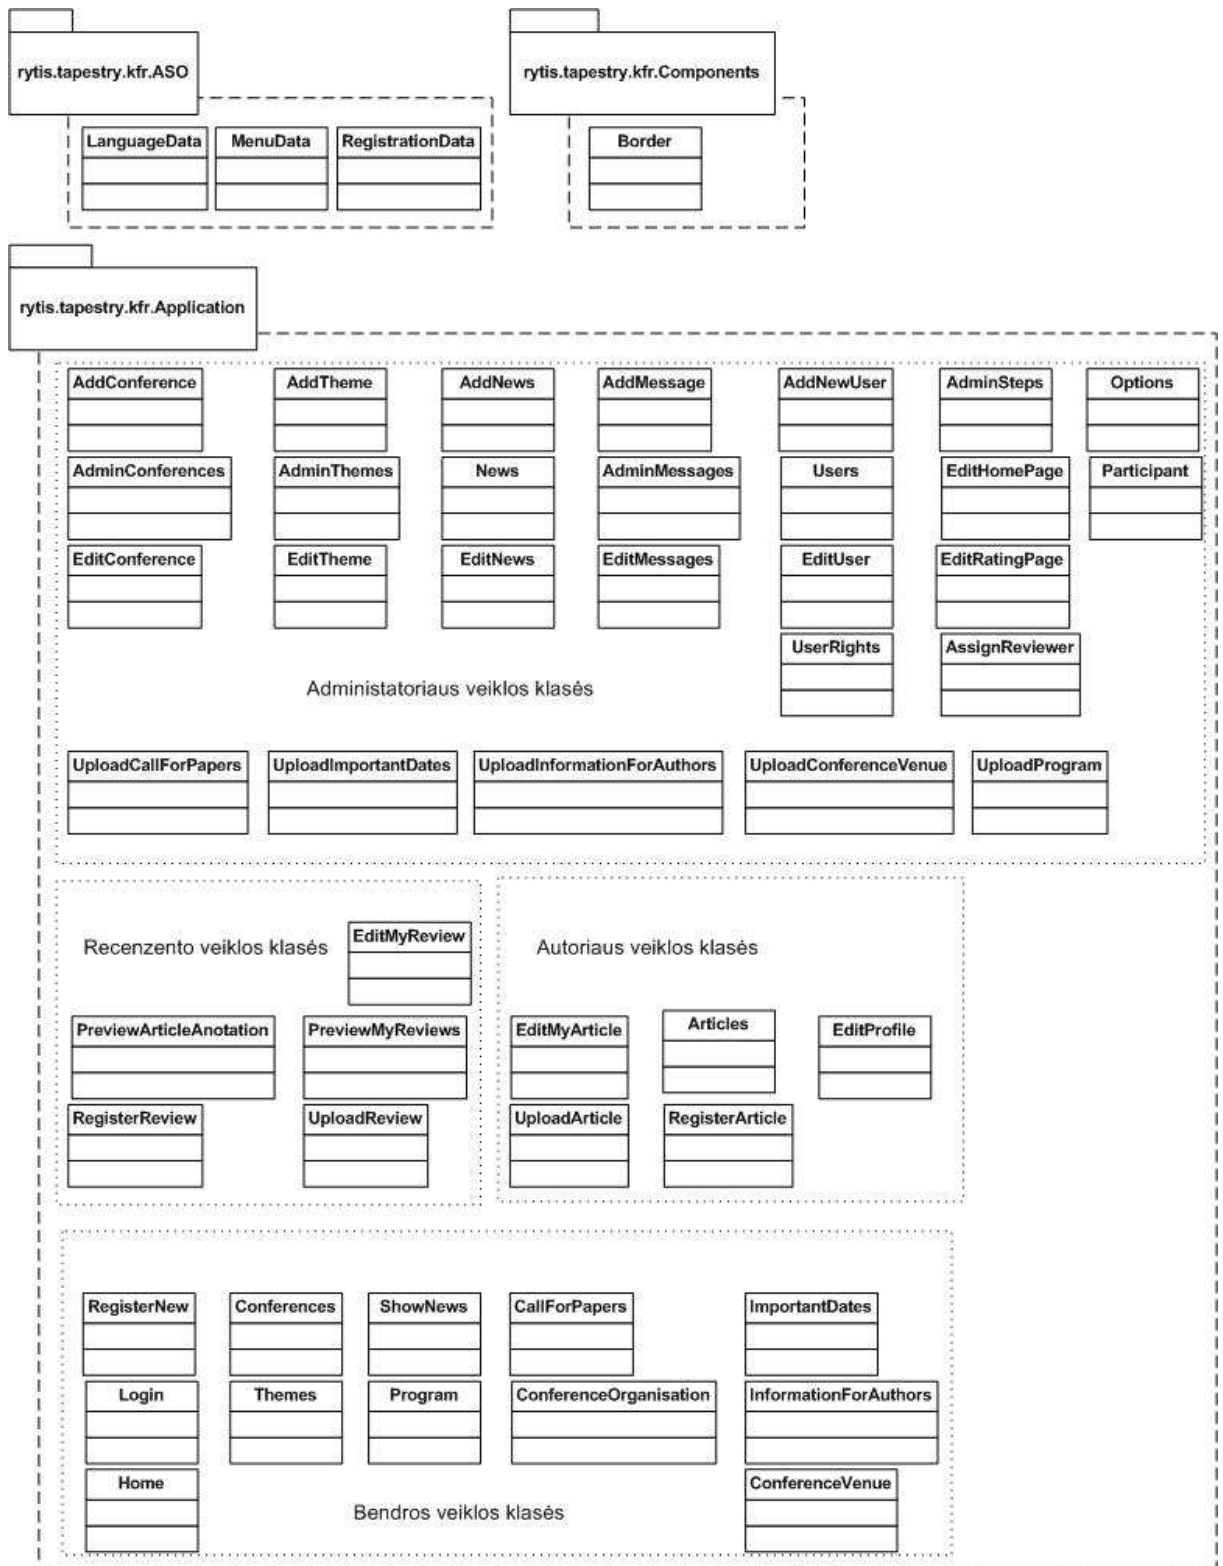 rytis.tapestry.kfr.ASO
rytis.tapestry.kfr.Components
LanguageData MenuData RegistrationData
Border
rytis.tapestry.kfr.Application
AddConference AddTheme AddNews AddMessage AddNewUser AdminSteps Options
AdminConferences AdminThemes News AdminMessages Users EditHomePage Participant
EditConference EditTheme EditNews EditMessages EditUser EditRatingPage
UserRights AssignReviewer
Administatoriaus veiklos klasės
UploadCallForPapers UploadImportantDates UploadInformationForAuthors UploadConferenceVenue UploadProgram
Recenzento veiklos klasės
EditMyReview
PreviewArticleAnotation PreviewMyReviews
RegisterReview UploadReview
Autoriaus veiklos klasės
EditMyArticle Articles EditProfile
UploadArticle RegisterArticle
RegisterNew Conferences ShowNews CallForPapers ImportantDates
Login Themes Program ConferenceOrganisation InformationForAuthors
Home ConferenceVenue
Bendros veiklos klasės